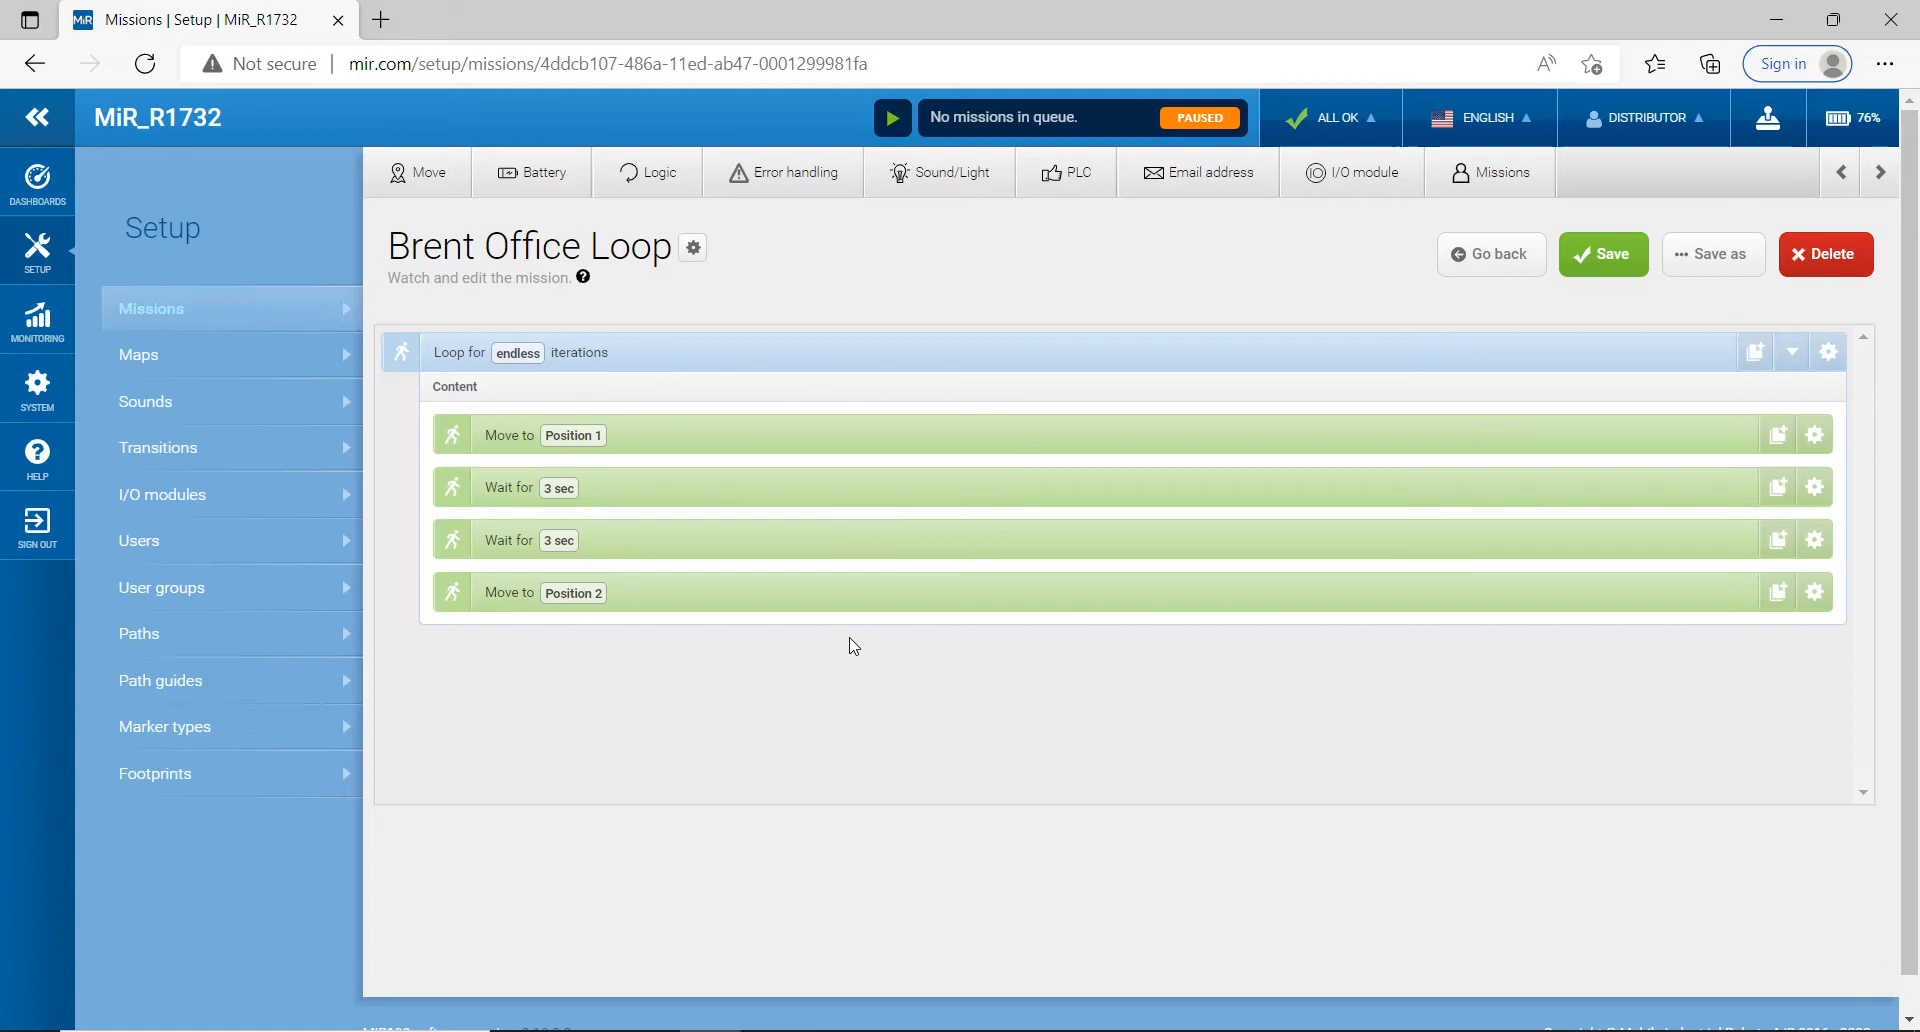 Missions | Setup | MiR_R1732
Not secure
mir.com/setup/missions/4ddcb107-486a-11ed-ab47-0001299981fa
Sign in
MiR_R1732
No missions in queue.
PAUSED
ALL OK
ENGLISH
DISTRIBUTOR
76%
DASHBOARDS
SETUP
MONITORING
SYSTEM
HELP
SIGN OUT
Setup
Missions
Maps
Sounds
Transitions
I/O modules
Users
User groups
Paths
Path guides
Marker types
Footprints
Move
Battery
Logic
Error handling
Sound/Light
PLC
Email address
I/O module
Missions
Brent Office Loop
Watch and edit the mission.
Go back
Save
Save as
Delete
Loop for endless iterations
Content
Move to Position 1
Wait for 3 sec
Wait for 3 sec
Move to Position 2